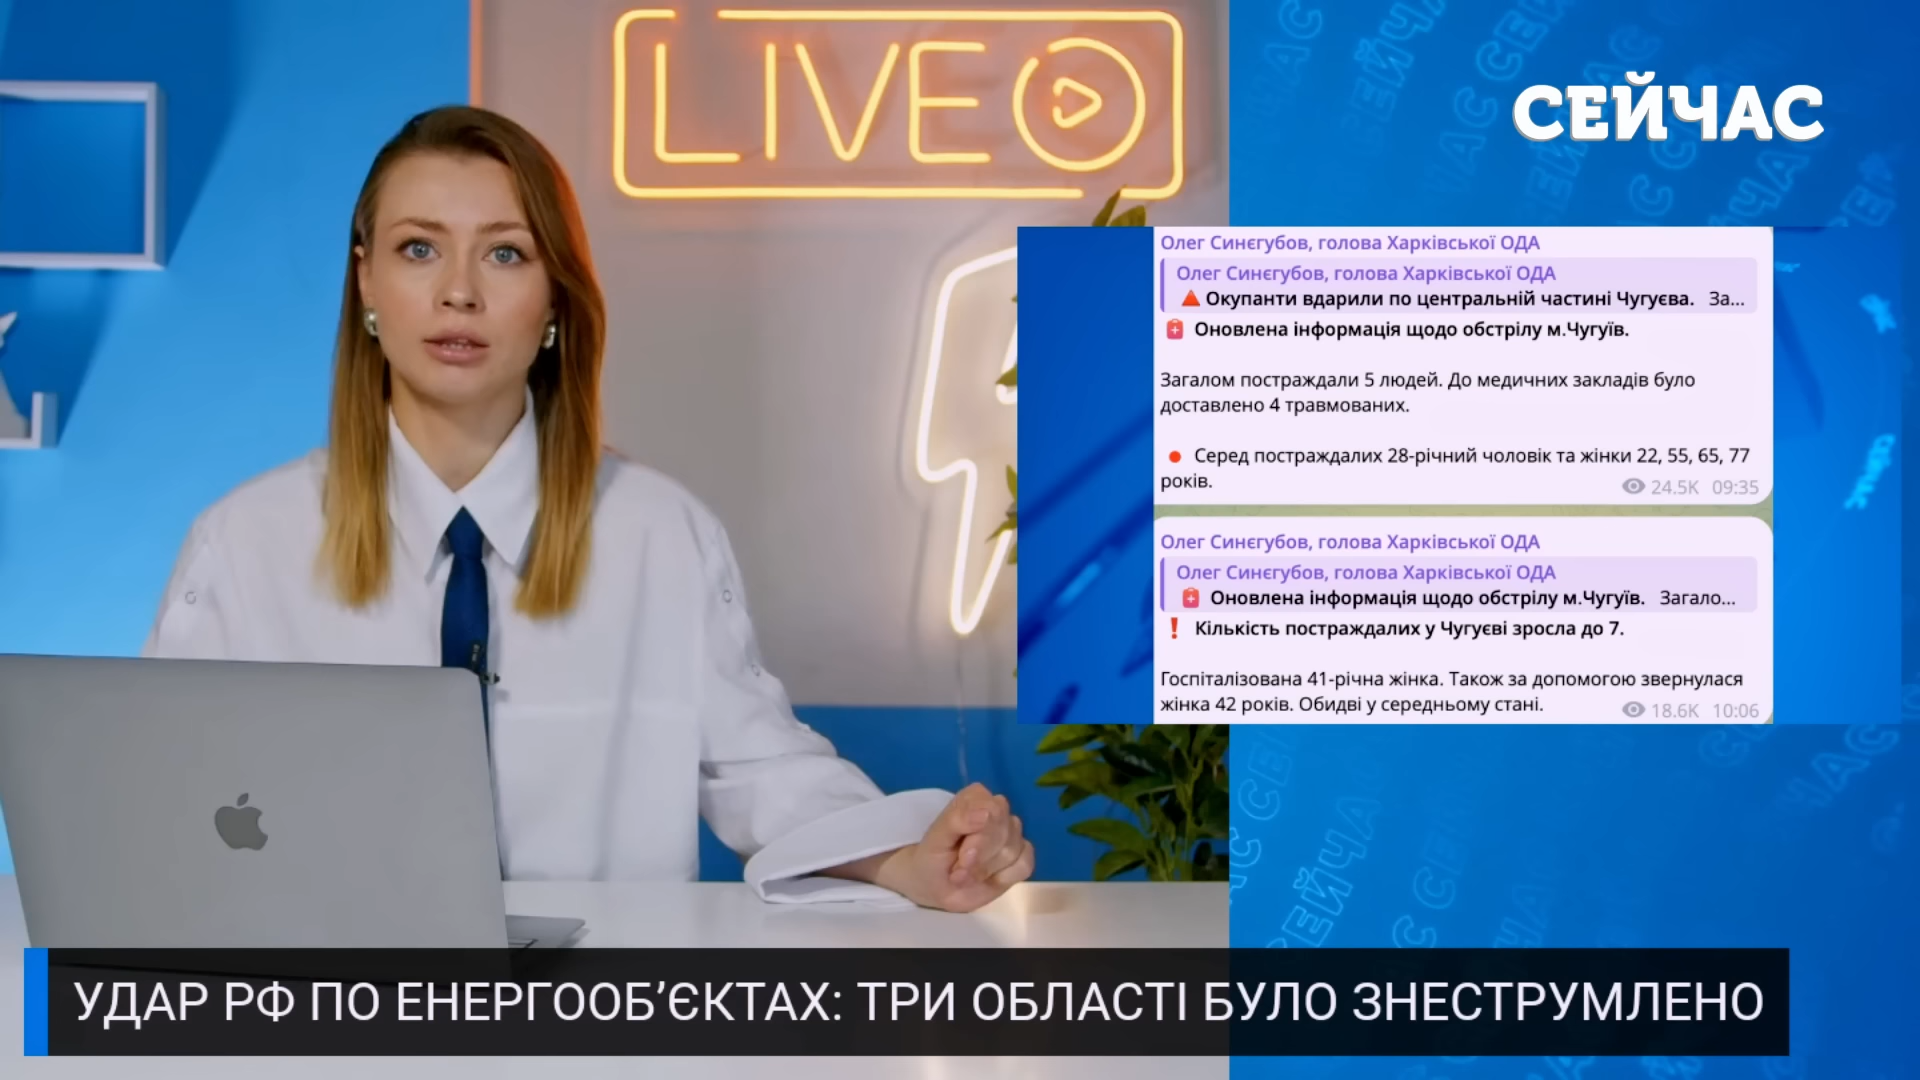 LIVE
СЕЙЧАС
Олег Синєгубов, голова Харківської ОДА
Олег Синєгубов, голова Харківської ОДА
Окупанти вдарили по центральній частині Чугуєва. За...
Оновлена інформація щодо обстрілу м.Чугуїв.
Загалом постраждали 5 людей. До медичних закладів було
доставлено 4 травмованих.
Серед постраждалих 28-річний чоловік та жінки 22, 55, 65, 77
років.
24.5K 09:35
Олег Синєгубов, голова Харківської ОДА
Олег Синєгубов, голова Харківської ОДА
Оновлена інформація щодо обстрілу м.Чугуїв. Загало...
Кількість постраждалих у Чугуєві зросла до 7.
Госпіталізована 41-річна жінка. Також за допомогою звернулася
жінка 42 років. Обидві у середньому стані.
18.6K 10:06
УДАР РФ ПО ЕНЕРГООБ’ЄКТАХ: ТРИ ОБЛАСТІ БУЛО ЗНЕСТРУМЛЕНО